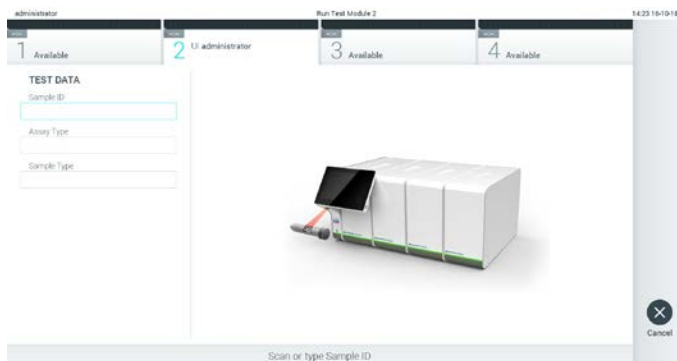 administrator
Run Test Module 2
14:23 16-10-16
1 Available
2 Ui administrator
3 Available
4 Available
TEST DATA
Sample ID
Assay Type
Sample Type
Cancel
Scan or type Sample ID